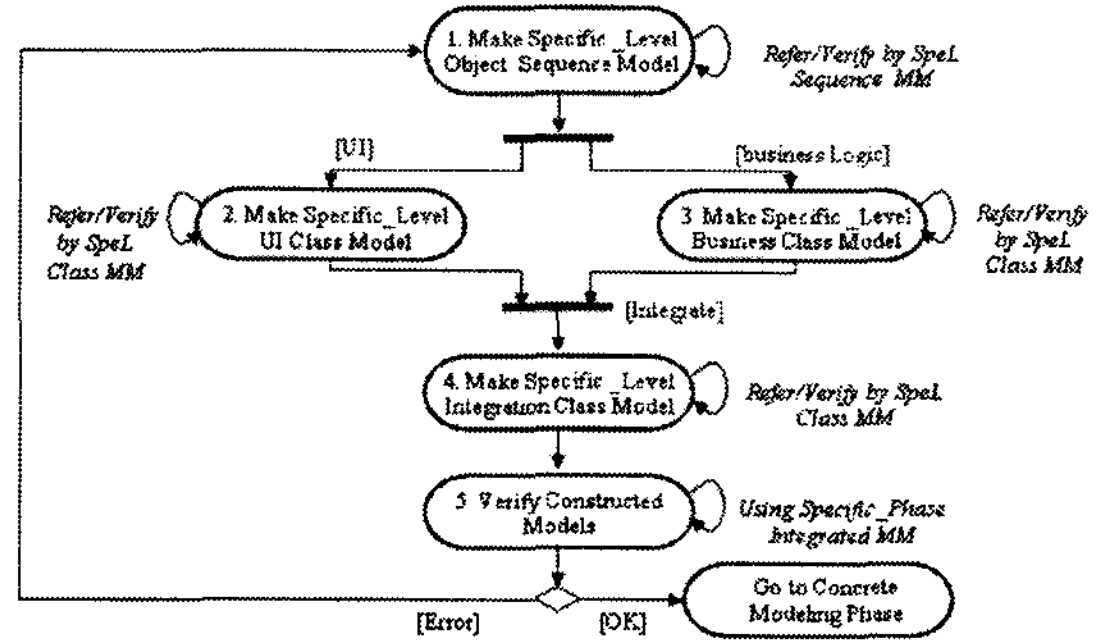 1. Make Specific_Level
Object Sequence Model
Refer/Verify by SpeL
Sequence MM
[UI]
[business Logic]
Refer/Verify
by SpeL
Class MM
2. Make Specific_Level
UI Class Model
3. Make Specific_Level
Business Class Model
Refer/Verify
by SpeL
Class MM
[Integrate]
4. Make Specific_Level
Integration Class Model
Refer/Verify by SpeL
Class MM
5. Verify Constructed
Models
Using Specific_Phase
Integrated MM
Go to Concrete
Modeling Phase
[Error]
[OK]